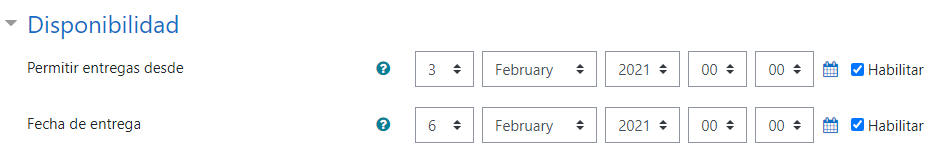 Disponibilidad
Permitir entregas desde 3 February 2021 00 00 Habilitar
Fecha de entrega 6 February 2021 00 00 Habilitar